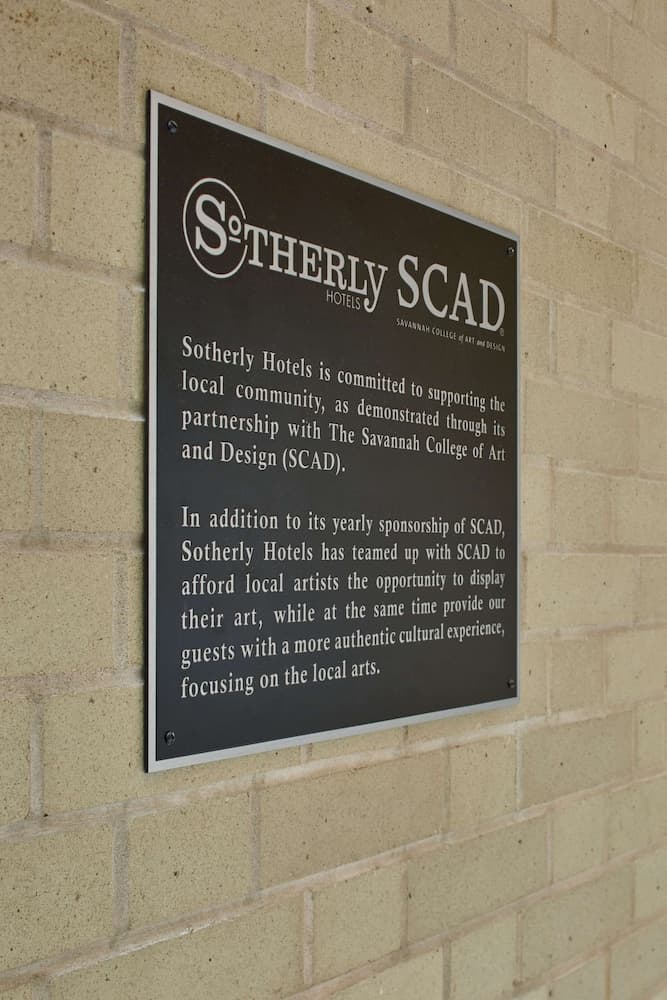 SOTHERLY SCAD®
HOTELS
SAVANNAH COLLEGE of ART and DESIGN
Sotherly Hotels is committed to supporting the
local community, as demonstrated through its
partnership with The Savannah College of Art
and Design (SCAD).
In addition to its yearly sponsorship of SCAD,
Sotherly Hotels has teamed up with SCAD to
afford local artists the opportunity to display
their art, while at the same time provide our
guests with a more authentic cultural experience,
focusing on the local arts.